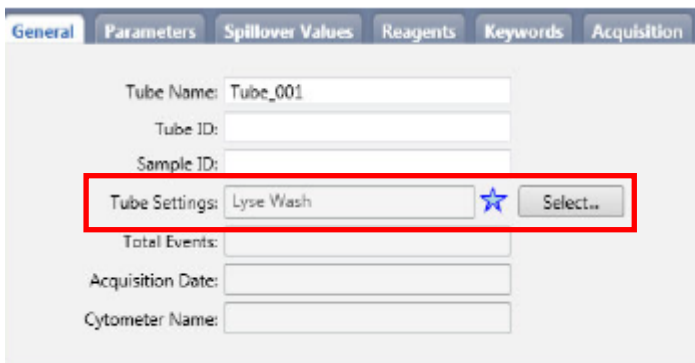 General Parameters Spillover Values Reagents Keywords Acquisition
Tube Name: Tube_001
Tube ID:
Sample ID:
Tube Settings: Lyse Wash Select..
Total Events:
Acquisition Date:
Cytometer Name: